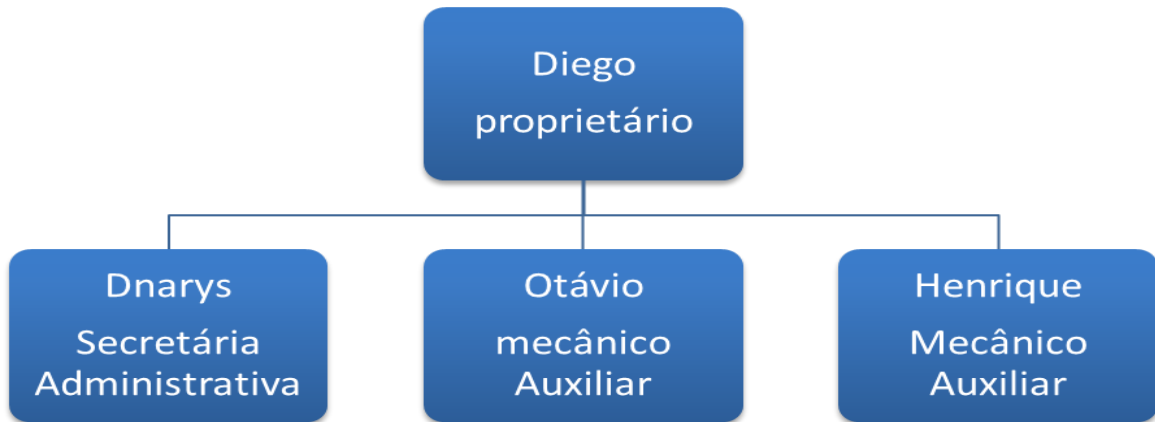 Diego
proprietário
Dnarys
Secretária
Administrativa
Otávio
mecânico
Auxiliar
Henrique
Mecânico
Auxiliar